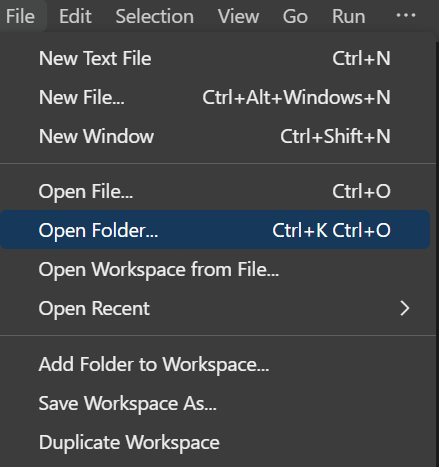 File Edit Selection View Go Run ···
New Text File Ctrl+N
New File... Ctrl+Alt+Windows+N
New Window Ctrl+Shift+N
Open File... Ctrl+O
Open Folder... Ctrl+K Ctrl+O
Open Workspace from File...
Open Recent
Add Folder to Workspace...
Save Workspace As...
Duplicate Workspace